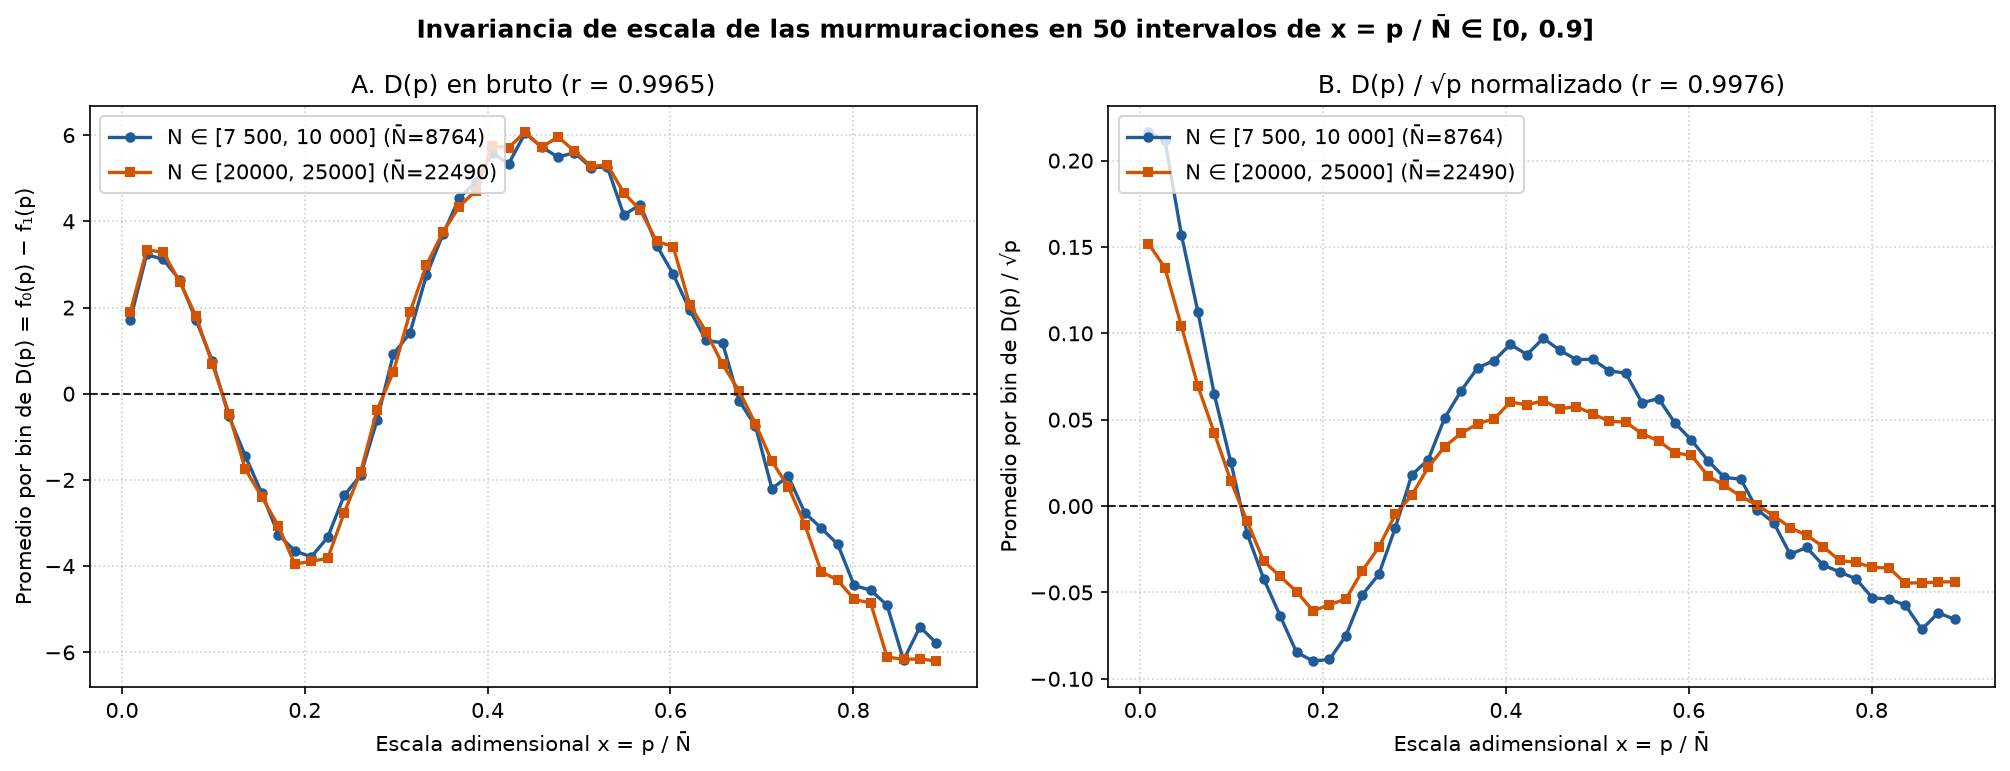 Invariancia de escala de las murmuraciones en 50 intervalos de x = p / N̄ ∈ [0, 0.9]
A. D(p) en bruto (r = 0.9965)
N ∈ [7 500, 10 000] (N̄=8764)
N ∈ [20000, 25000] (N̄=22490)
Promedio por bin de D(p) = f₀(p) − f₁(p)
6
4
2
0
−2
−4
−6
0.0 0.2 0.4 0.6 0.8
Escala adimensional x = p / N̄
B. D(p) / √p normalizado (r = 0.9976)
N ∈ [7 500, 10 000] (N̄=8764)
N ∈ [20000, 25000] (N̄=22490)
Promedio por bin de D(p) / √p
0.20
0.15
0.10
0.05
0.00
−0.05
−0.10
0.0 0.2 0.4 0.6 0.8
Escala adimensional x = p / N̄